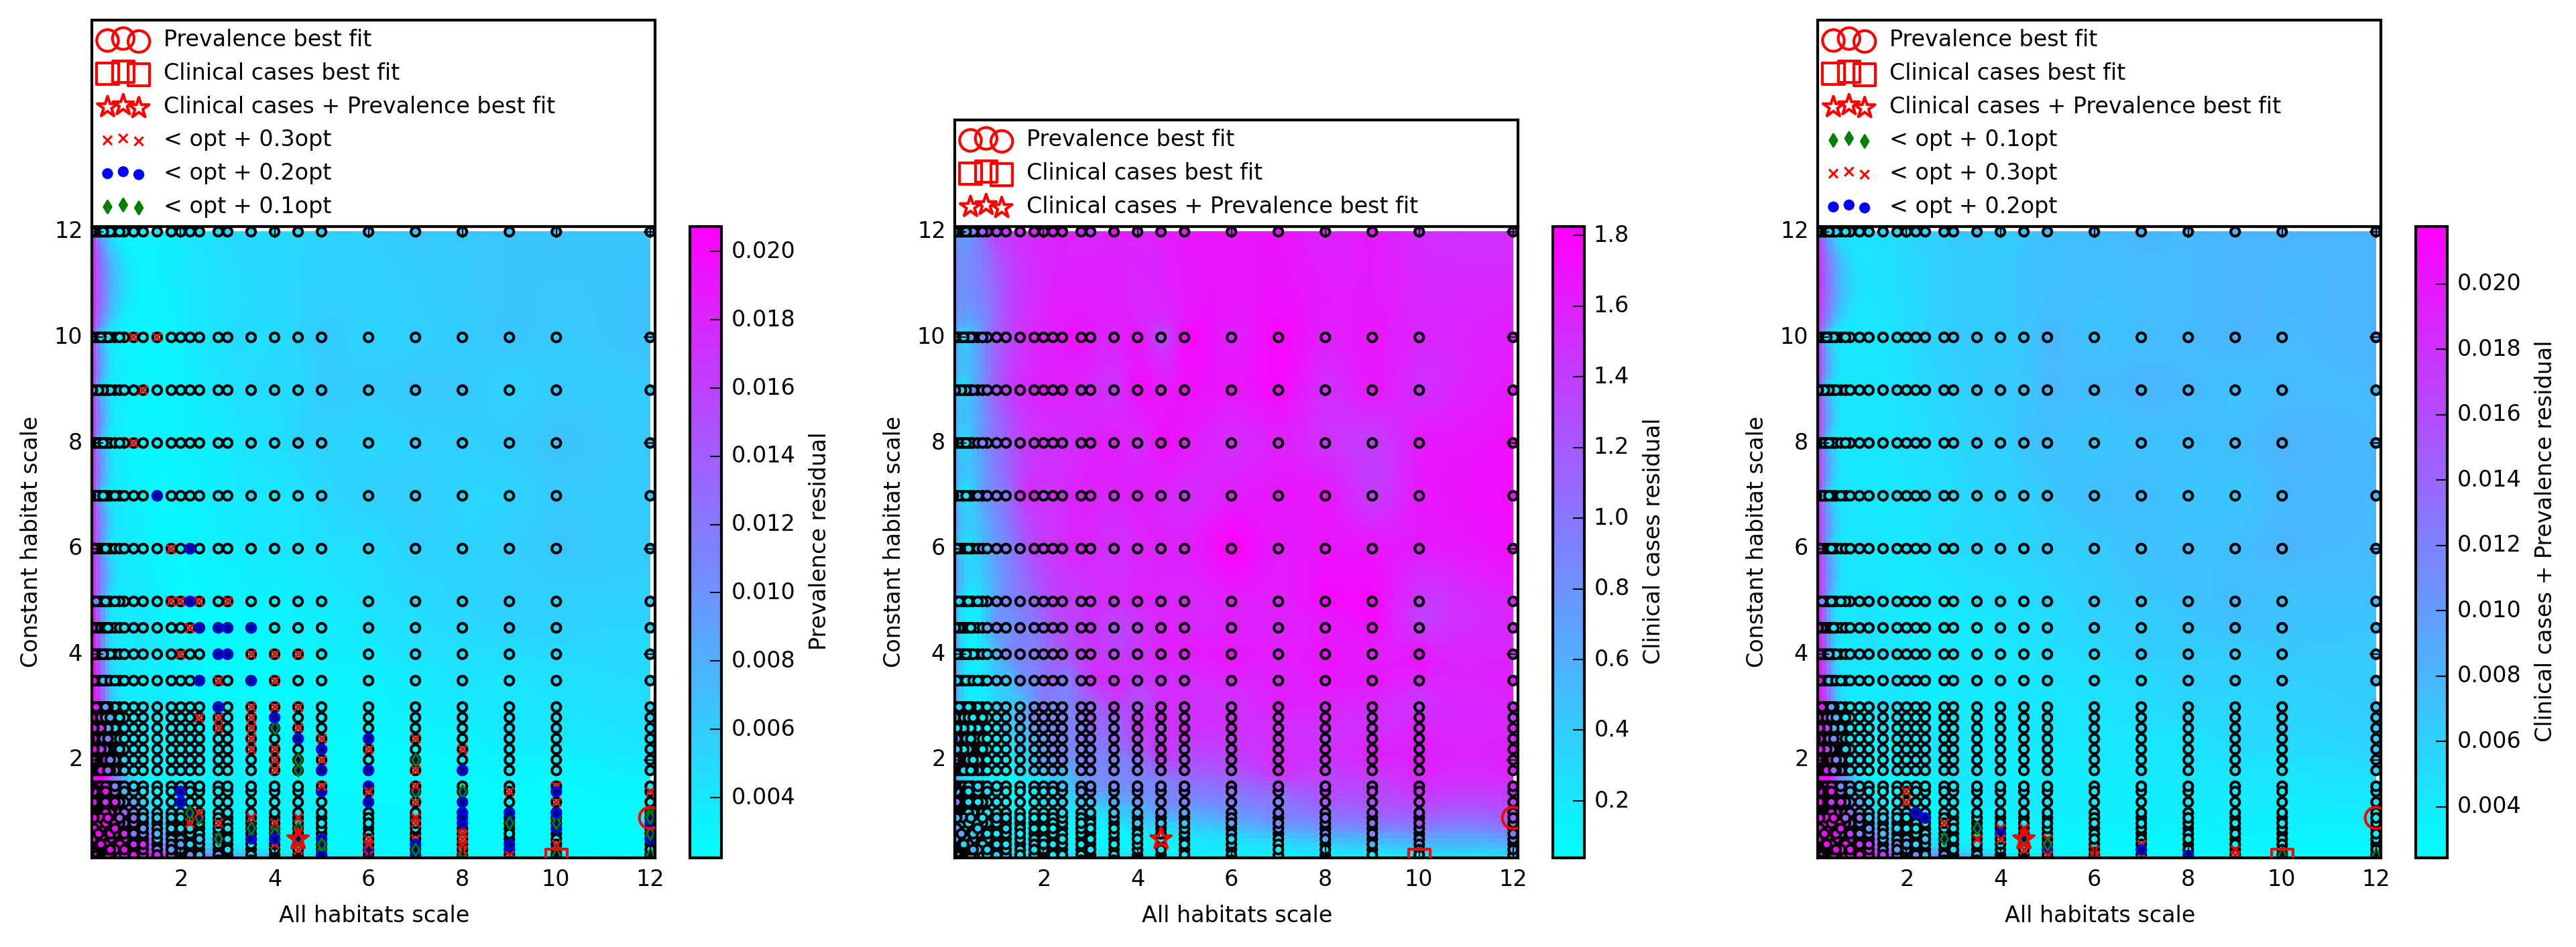 Prevalence best fit
Clinical cases best fit
Clinical cases + Prevalence best fit
< opt + 0.3opt
< opt + 0.2opt
< opt + 0.1opt
12
10
8
6
4
2
2 4 6 8 10 12
All habitats scale
Constant habitat scale
0.020
0.018
0.016
0.014
0.012
0.010
0.008
0.006
0.004
Prevalence residual
Prevalence best fit
Clinical cases best fit
Clinical cases + Prevalence best fit
12
10
8
6
4
2
2 4 6 8 10 12
All habitats scale
Constant habitat scale
1.8
1.6
1.4
1.2
1.0
0.8
0.6
0.4
0.2
Clinical cases residual
Prevalence best fit
Clinical cases best fit
Clinical cases + Prevalence best fit
< opt + 0.1opt
< opt + 0.3opt
< opt + 0.2opt
12
10
8
6
4
2
2 4 6 8 10 12
All habitats scale
Constant habitat scale
0.020
0.018
0.016
0.014
0.012
0.010
0.008
0.006
0.004
Clinical cases + Prevalence residual